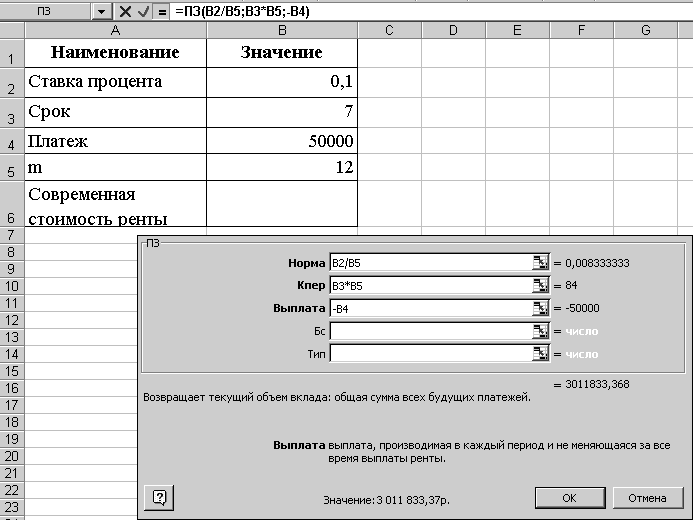 ПЗ =ПЗ(B2/B5;B3*B5;-B4)
A B C D E F G
1 Наименование Значение
2 Ставка процента 0,1
3 Срок 7
4 Платеж 50000
5 m 12
Современная
6 стоимость ренты
7
ПЗ
8
9 Норма B2/B5 = 0,008333333
10 Кпер B3*B5 = 84
11 Выплата -B4 = -50000
12
13 Бс = число
14 Тип = число
15
16 = 3011833,368
17 Возвращает текущий объем вклада: общая сумма всех будущих платежей.
18
19
20 Выплата выплата, производимая в каждый период и не меняющаяся за все
время выплаты ренты.
21
22
23 Значение:3 011 833,37р. OK Отмена